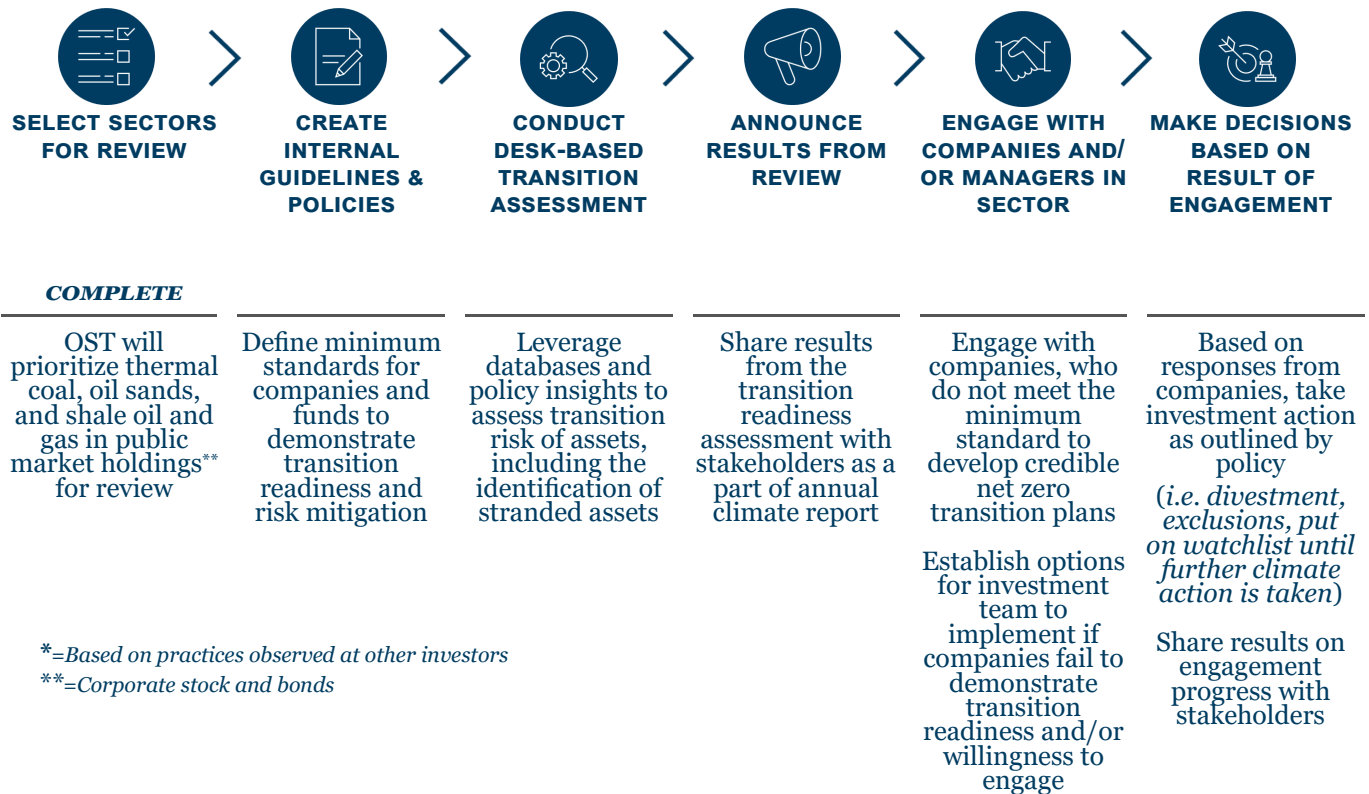 SELECT SECTORS
FOR REVIEW
CREATE
INTERNAL
GUIDELINES &
POLICIES
CONDUCT
DESK-BASED
TRANSITION
ASSESSMENT
ANNOUNCE
RESULTS FROM
REVIEW
ENGAGE WITH
COMPANIES AND/
OR MANAGERS IN
SECTOR
MAKE DECISIONS
BASED ON
RESULT OF
ENGAGEMENT
COMPLETE
OST will
prioritize thermal
coal, oil sands,
and shale oil and
gas in public
market holdings**
for review
Define minimum
standards for
companies and
funds to
demonstrate
transition
readiness and
risk mitigation
Leverage
databases and
policy insights to
assess transition
risk of assets,
including the
identification of
stranded assets
Share results
from the
transition
readiness
assessment with
stakeholders as a
part of annual
climate report
Engage with
companies, who
do not meet the
minimum
standard to
develop credible
net zero
transition plans
Establish options
for investment
team to
implement if
companies fail to
demonstrate
transition
readiness and/or
willingness to
engage
Based on
responses from
companies, take
investment action
as outlined by
policy
(i.e. divestment,
exclusions, put
on watchlist until
further climate
action is taken)
Share results on
engagement
progress with
stakeholders
*=Based on practices observed at other investors
**=Corporate stock and bonds